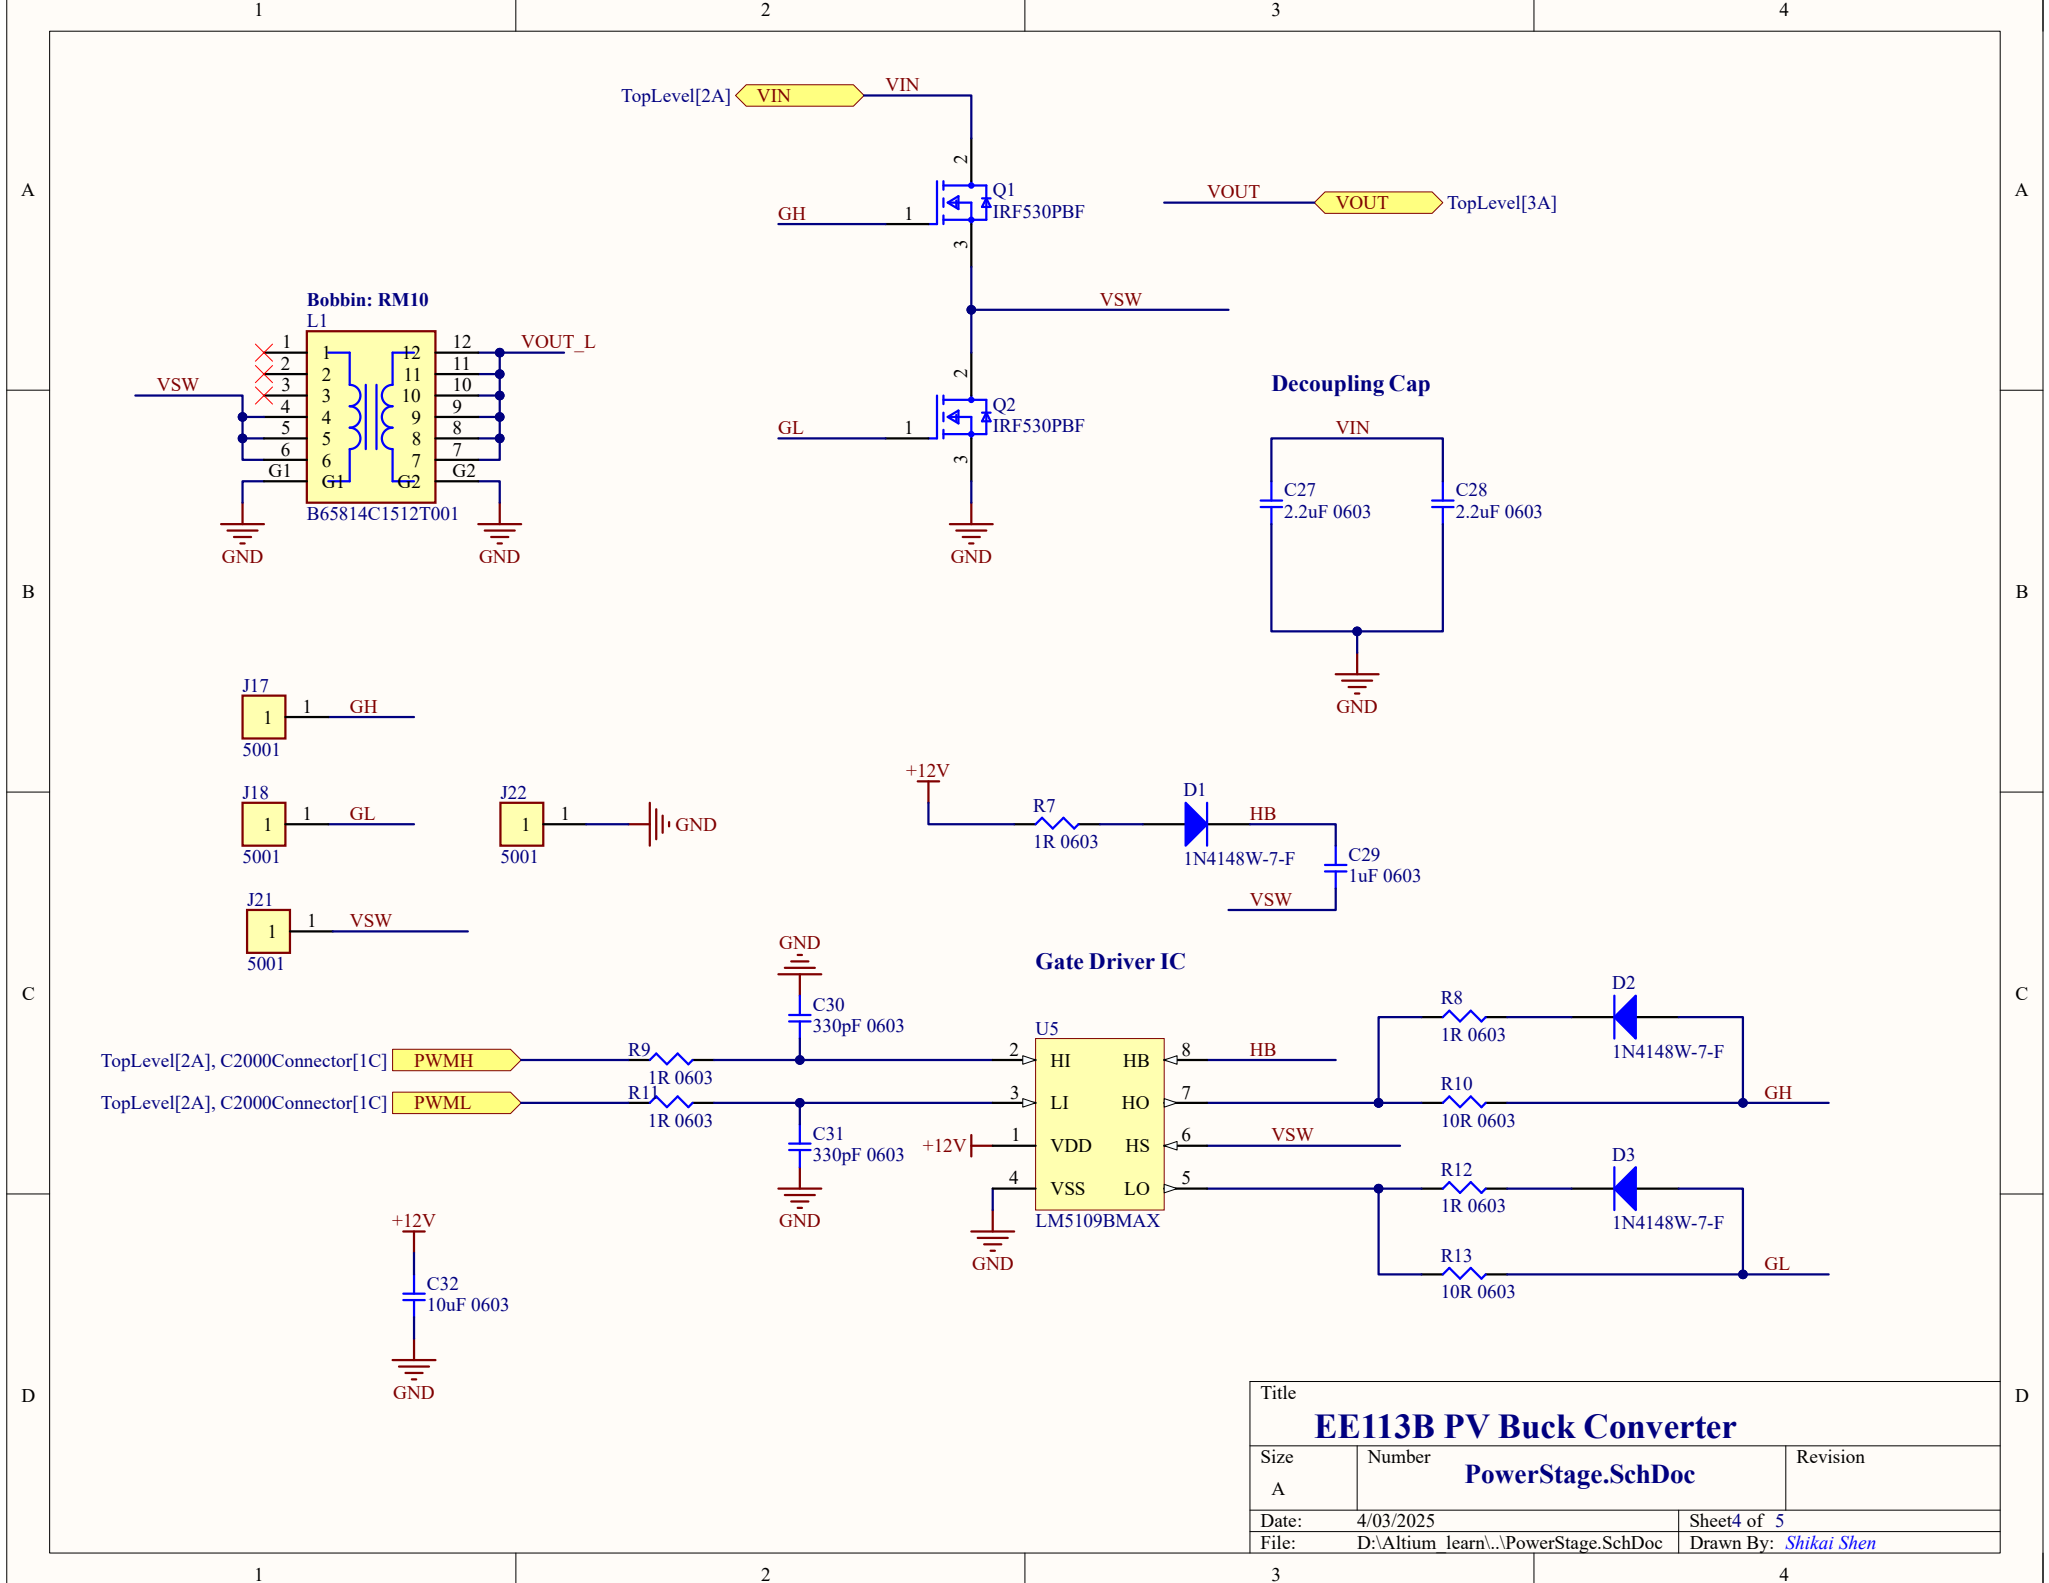 1 2 3 4
A A
B B
C C
D D
TopLevel[2A] VIN VIN
2
Q1
IRF530PBF
GH 1
3
VOUT VOUT TopLevel[3A]
VSW
2
Q2
IRF530PBF
GL 1
3
GND
Bobbin: RM10
L1
1 1 12 12 VOUT_L
2 2 11 11
VSW 3 3 10 10
4 4 9 9
5 5 8 8
6 6 7 7
G1 G1 G2 G2
B65814C1512T001
GND GND
Decoupling Cap
VIN
C27
2.2uF 0603
C28
2.2uF 0603
GND
J17
1 1 GH
5001
J18
1 1 GL
5001
J22
1 1 GND
5001
J21
1 1 VSW
5001
+12V
R7
1R 0603
D1
1N4148W-7-F
HB
C29
1uF 0603
VSW
Gate Driver IC
GND
C30
330pF 0603
TopLevel[2A], C2000Connector[1C] PWMH
R9
1R 0603
TopLevel[2A], C2000Connector[1C] PWML
R11
1R 0603
C31
330pF 0603
GND
U5
2 HI HB 8 HB
3 LI HO 7
+12V 1 VDD HS 6 VSW
4 VSS LO 5
LM5109BMAX
GND
R8
1R 0603
D2
1N4148W-7-F
R10
10R 0603
GH
R12
1R 0603
D3
1N4148W-7-F
R13
10R 0603
GL
+12V
C32
10uF 0603
GND
Title
EE113B PV Buck Converter
Size
A
Number
PowerStage.SchDoc
Revision
Date: 4/03/2025 Sheet4 of 5
File: D:\Altium_learn\..\PowerStage.SchDoc Drawn By: Shikai Shen
1 2 3 4